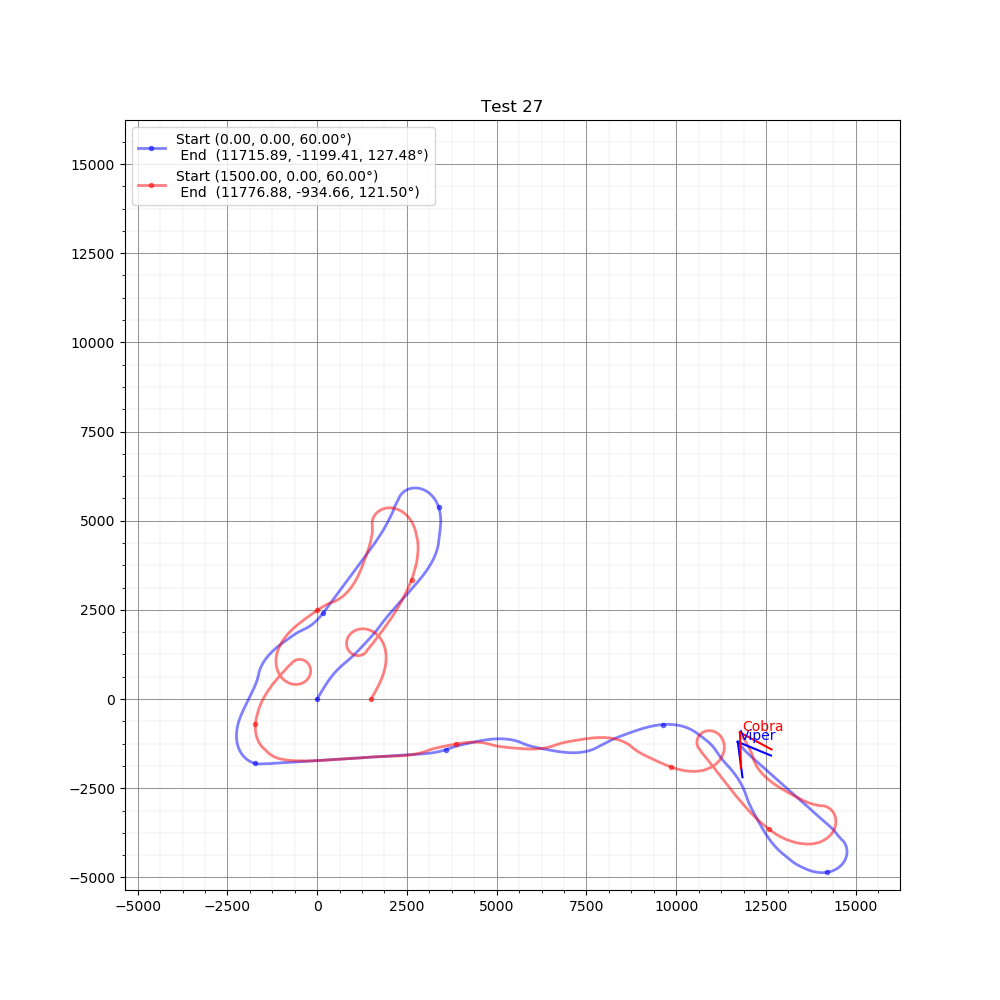 Test 27
Start (0.00, 0.00, 60.00°)
End (11715.89, -1199.41, 127.48°)
Start (1500.00, 0.00, 60.00°)
End (11776.88, -934.66, 121.50°)
15000
12500
10000
7500
5000
2500
0
−2500
−5000
Cobra
Viper
−5000 −2500 0 2500 5000 7500 10000 12500 15000